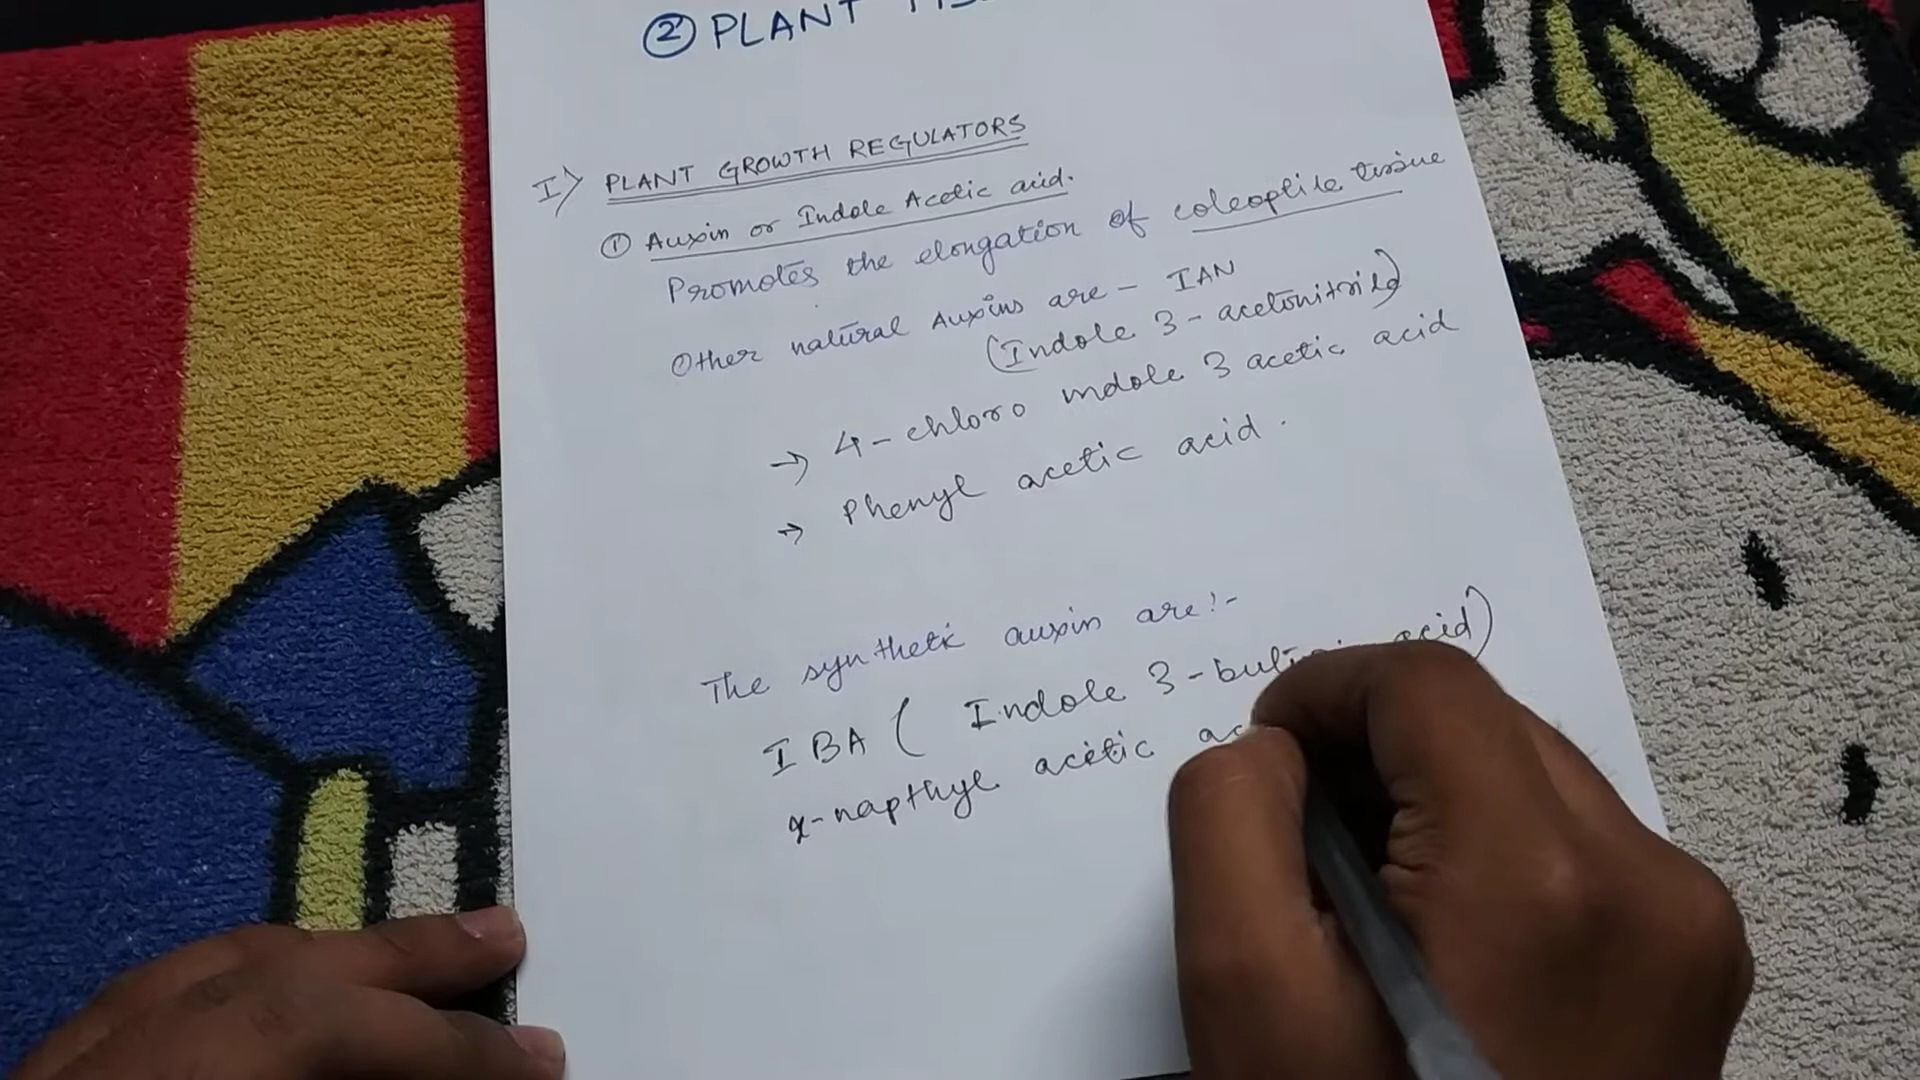 ② PLANT
I) PLANT GROWTH REGULATORS
① Auxin or Indole Acetic acid.
Promotes the elongation of coleoptile tissue
Other natural Auxins are - IAN
(Indole 3-acetonitrile)
→ 4-chloro indole 3 acetic acid
→ Phenyl acetic acid.
The synthetic auxin are:-
IBA ( Indole 3- acid)
α-napthyl acetic